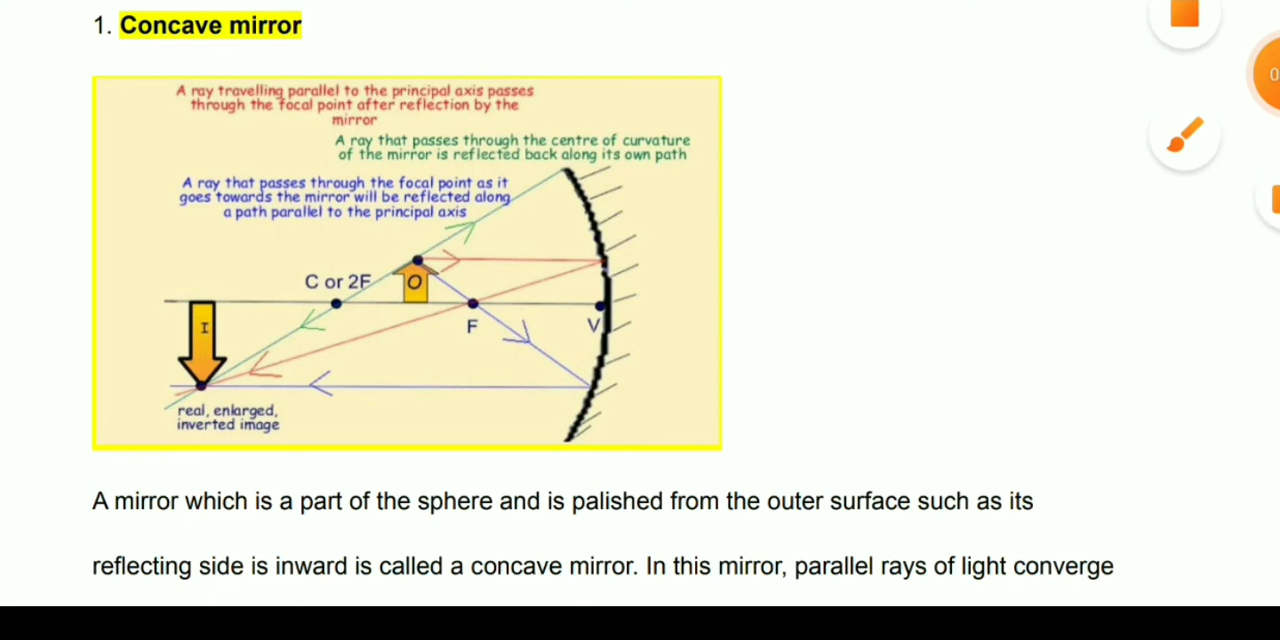 1. Concave mirror
A ray travelling parallel to the principal axis passes
through the focal point after reflection by the
mirror
A ray that passes through the centre of curvature
of the mirror is reflected back along its own path
A ray that passes through the focal point as it
goes towards the mirror will be reflected along
a path parallel to the principal axis
C or 2F
O
I
F
V
real, enlarged,
inverted image
A mirror which is a part of the sphere and is palished from the outer surface such as its
reflecting side is inward is called a concave mirror. In this mirror, parallel rays of light converge
0